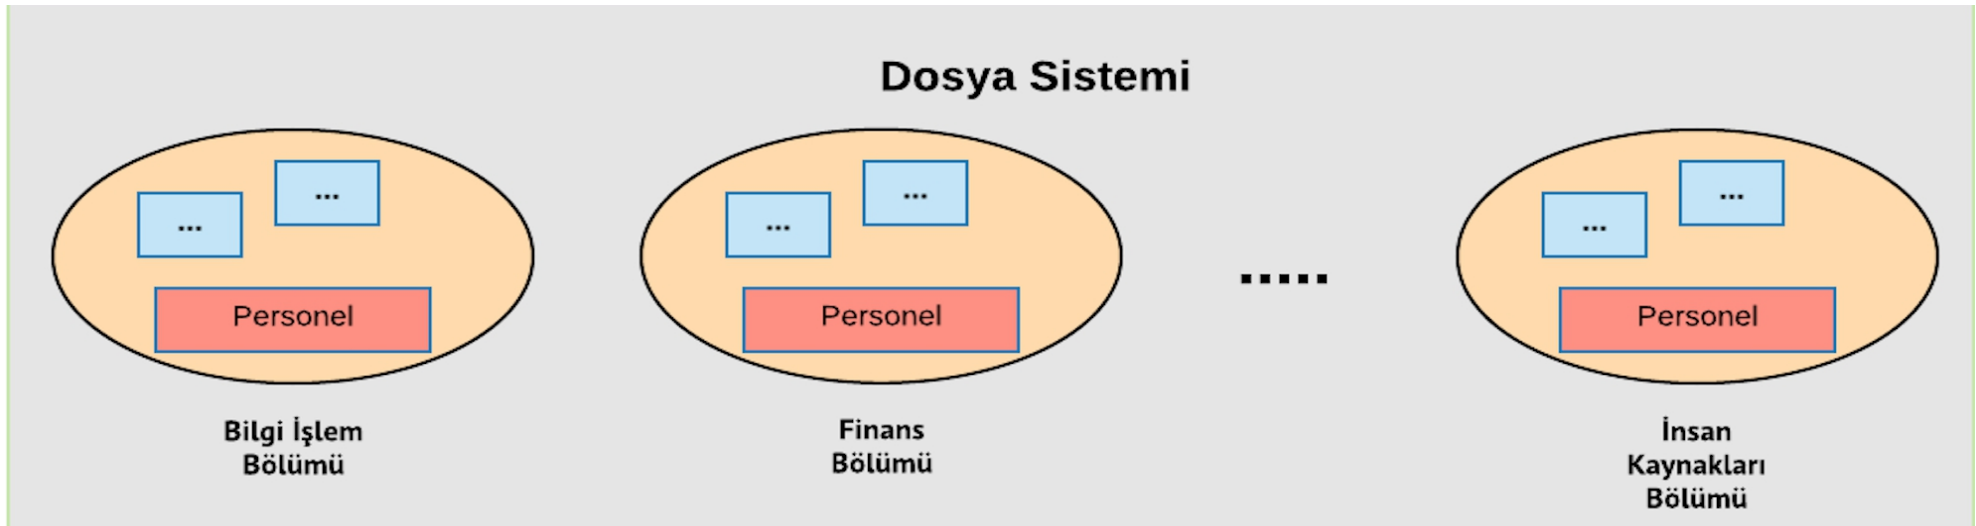 Dosya Sistemi
...
...
Personel
Bilgi İşlem
Bölümü
...
...
Personel
Finans
Bölümü
.....
...
...
Personel
İnsan
Kaynakları
Bölümü